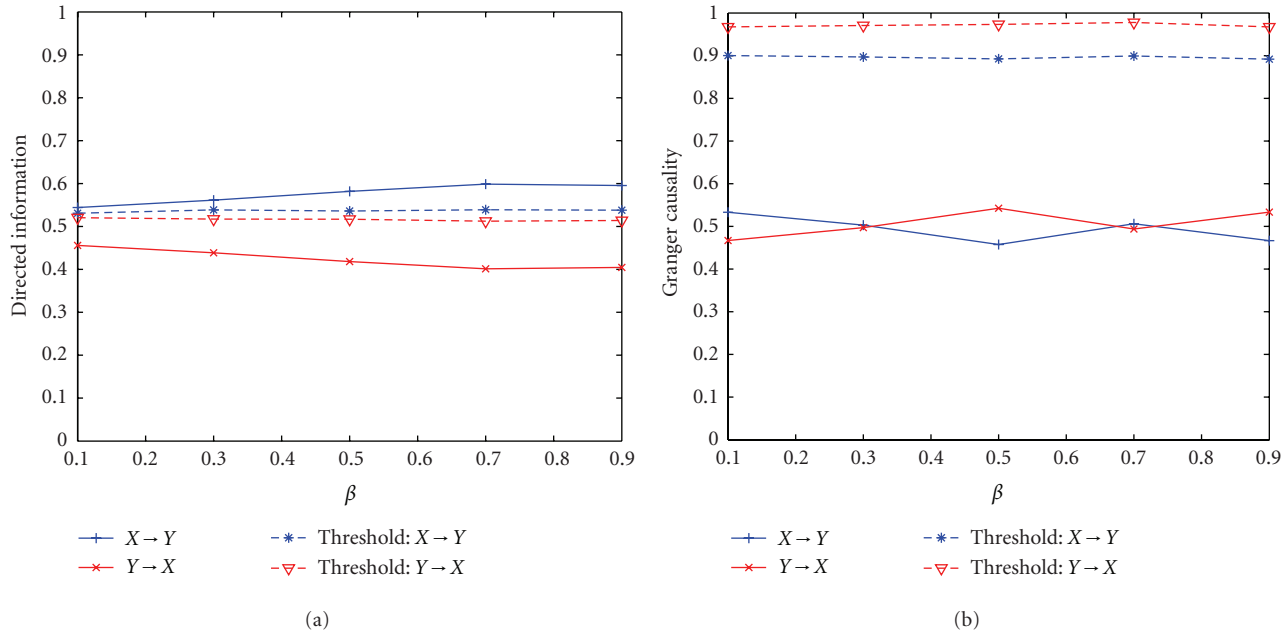 Directed information
1
0.9
0.8
0.7
0.6
0.5
0.4
0.3
0.2
0.1
0
0.1 0.2 0.3 0.4 0.5 0.6 0.7 0.8 0.9
β
X → Y
Y → X
Threshold: X → Y
Threshold: Y → X
(a)
Granger causality
1
0.9
0.8
0.7
0.6
0.5
0.4
0.3
0.2
0.1
0
0.1 0.2 0.3 0.4 0.5 0.6 0.7 0.8 0.9
β
X → Y
Y → X
Threshold: X → Y
Threshold: Y → X
(b)